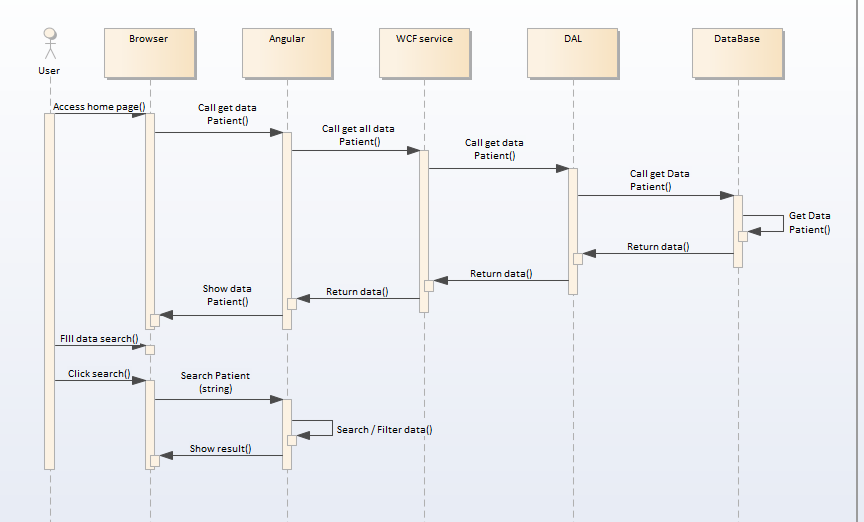 User
Browser
Angular
WCF service
DAL
DataBase
Access home page()
Call get data
Patient()
Call get all data
Patient()
Call get data
Patient()
Call get Data
Patient()
Get Data
Patient()
Return data()
Return data()
Return data()
Show data
Patient()
FIll data search()
Click search()
Search Patient
(string)
Search / Filter data()
Show result()